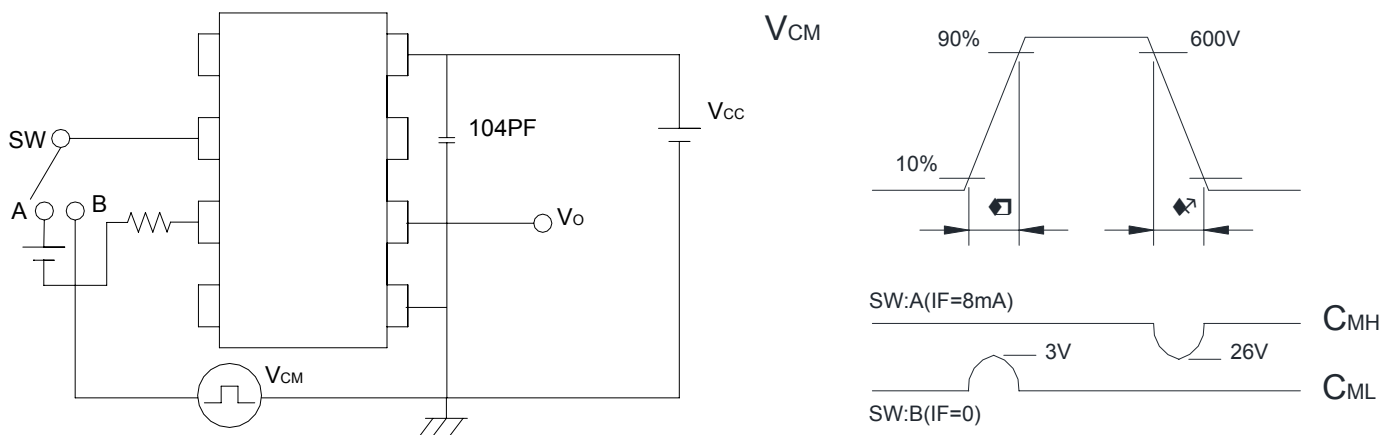 SW
A
B
104PF
VCC
VO
VCM
VCM
90%
600V
10%
SW:A(IF=8mA)
CMH
3V
26V
CML
SW:B(IF=0)